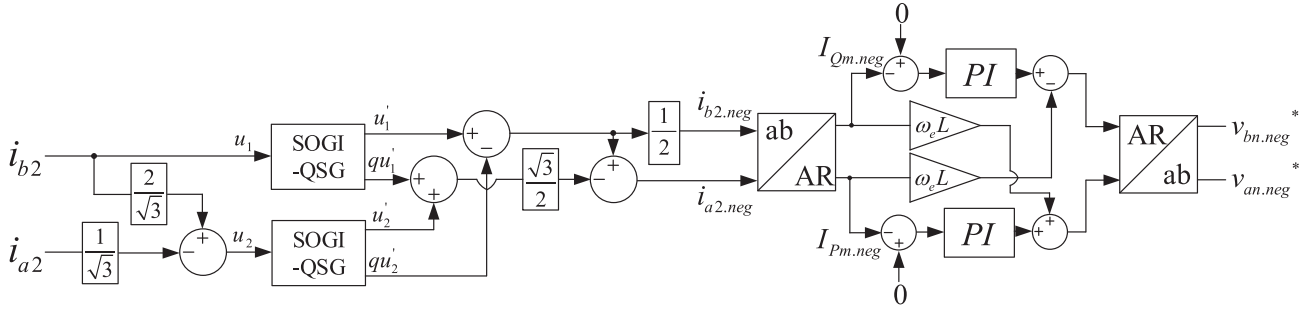 i_{b2}
u_1
SOGI
-QSG
u_1^{'}
qu_1^{'}
+
−
2
√3
+
−
i_{a2}
1
√3
u_2
SOGI
-QSG
u_2^{'}
qu_2^{'}
+
+
√3
2
+
−
1
2
i_{b2.neg}
i_{a2.neg}
ab
AR
0
I_{Qm.neg}
−
+
PI
+
−
ω_e L
ω_e L
I_{Pm.neg}
−
+
0
PI
+
+
AR
ab
v_{bn.neg}^*
v_{an.neg}^*